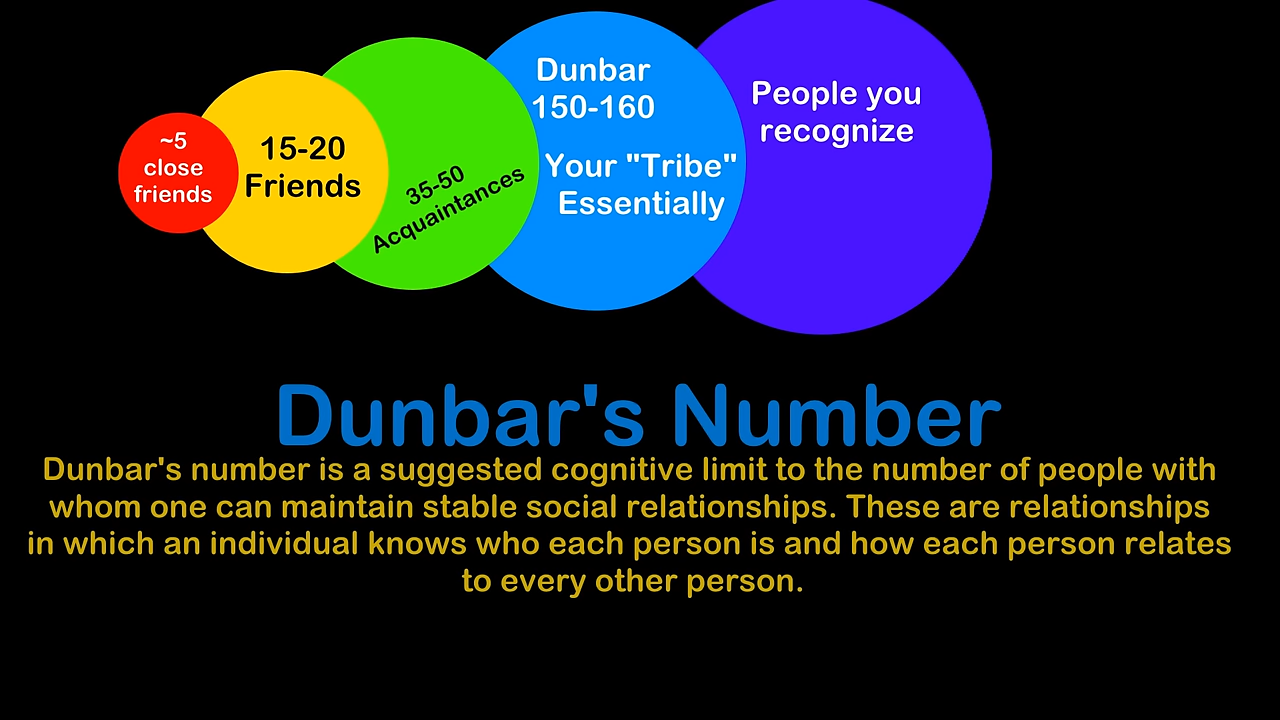 ~5
close
friends
15-20
Friends
35-50
Acquaintances
Dunbar
150-160
Your "Tribe"
Essentially
People you
recognize
Dunbar's Number
Dunbar's number is a suggested cognitive limit to the number of people with
whom one can maintain stable social relationships. These are relationships
in which an individual knows who each person is and how each person relates
to every other person.